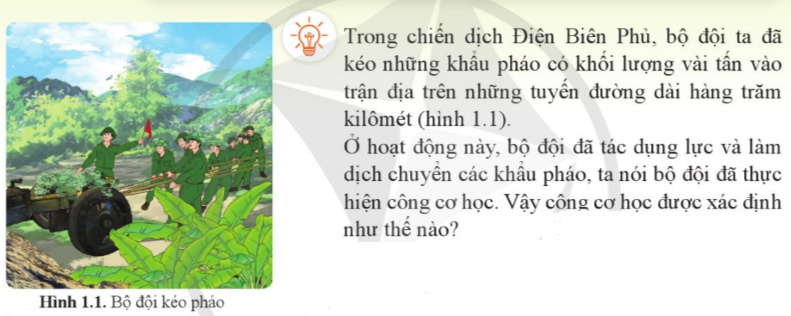 Trong chiến dịch Điện Biên Phủ, bộ đội ta đã
kéo những khẩu pháo có khối lượng vài tấn vào
trận địa trên những tuyến đường dài hàng trăm
kilômét (hình 1.1).
Ở hoạt động này, bộ đội đã tác dụng lực và làm
dịch chuyển các khẩu pháo, ta nói bộ đội đã thực
hiện công cơ học. Vậy công cơ học được xác định
như thế nào?
Hình 1.1. Bộ đội kéo pháo